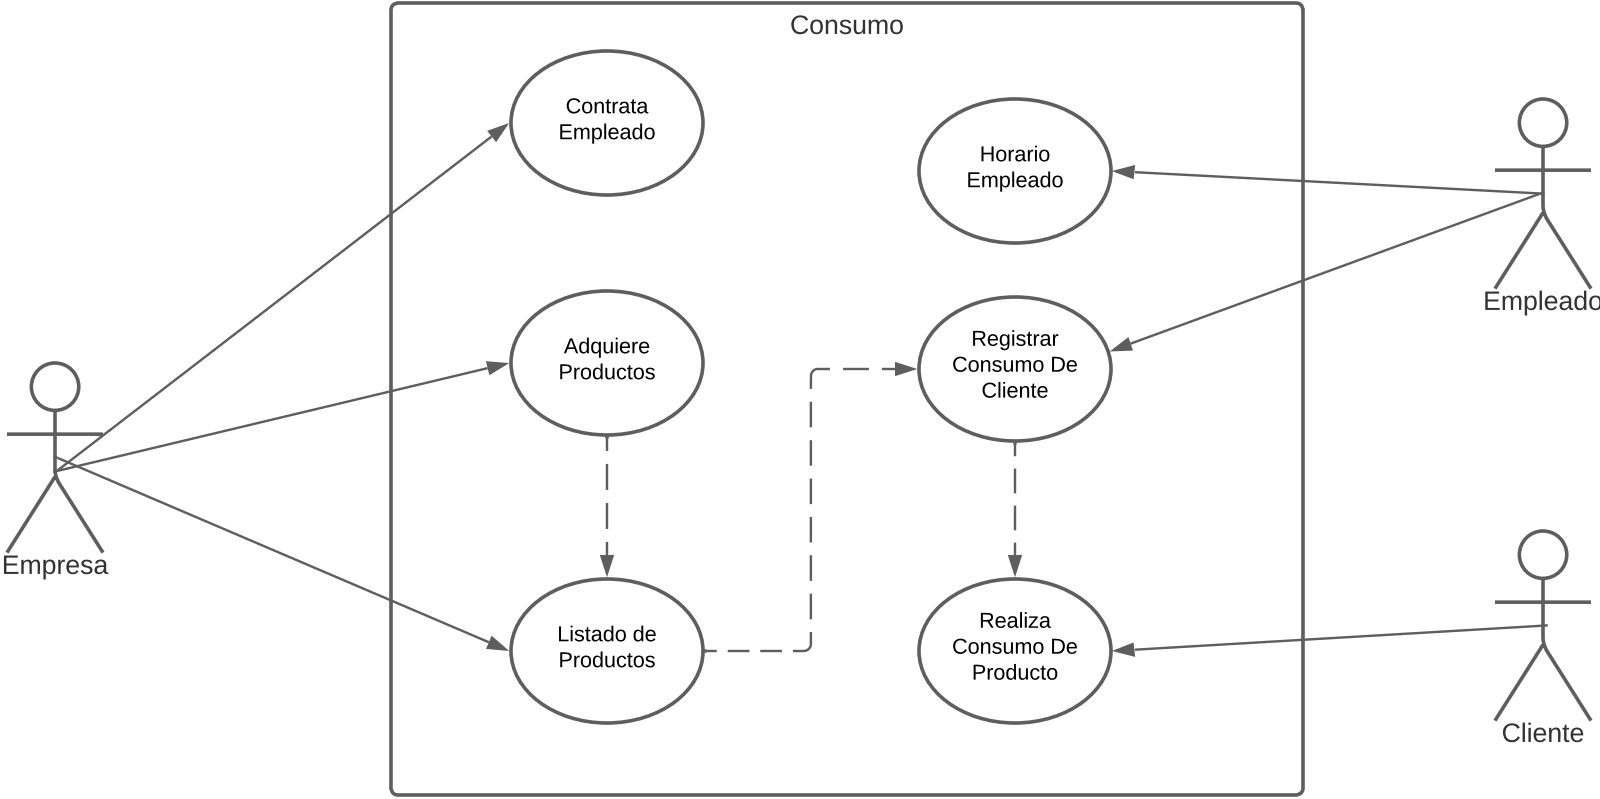 Consumo
Contrata
Empleado
Horario
Empleado
Empleado
Adquiere
Productos
Registrar
Consumo De
Cliente
Empresa
Listado de
Productos
Realiza
Consumo De
Producto
Cliente